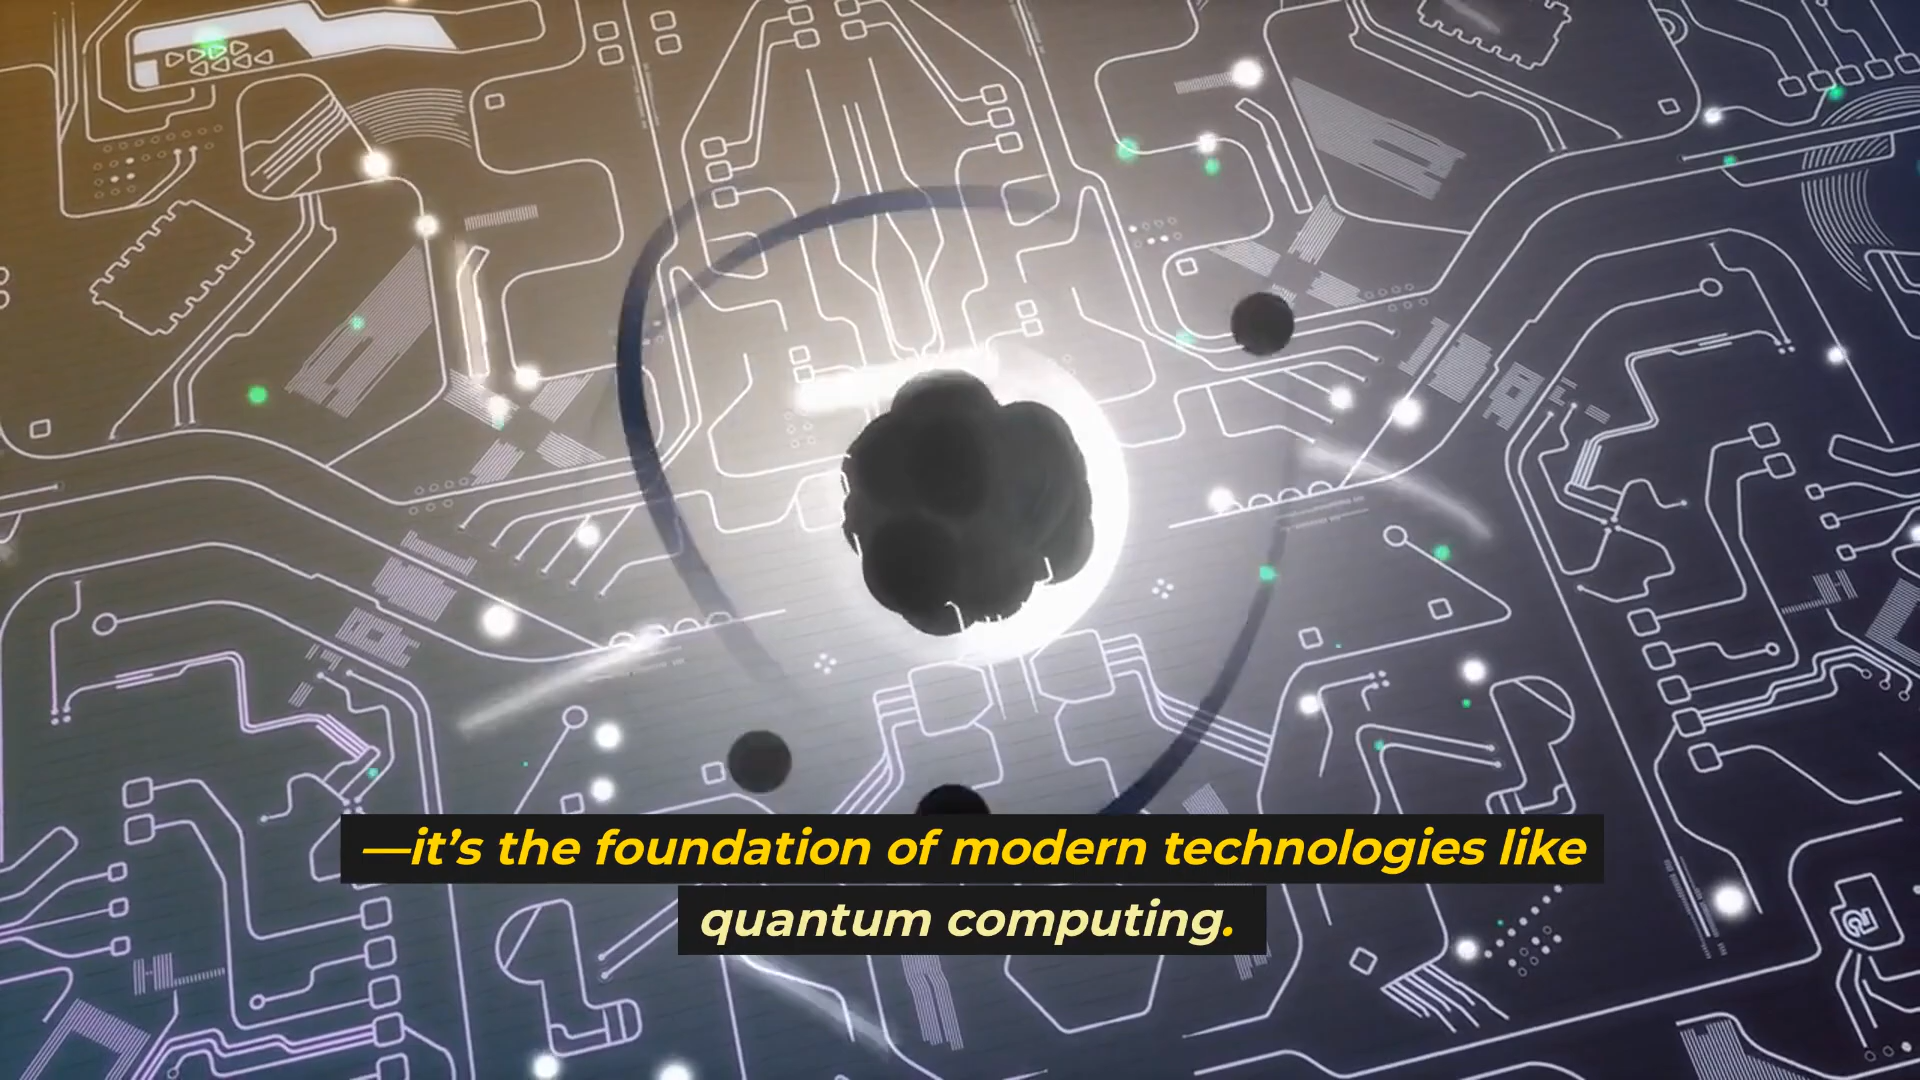 —it’s the foundation of modern technologies like
quantum computing.